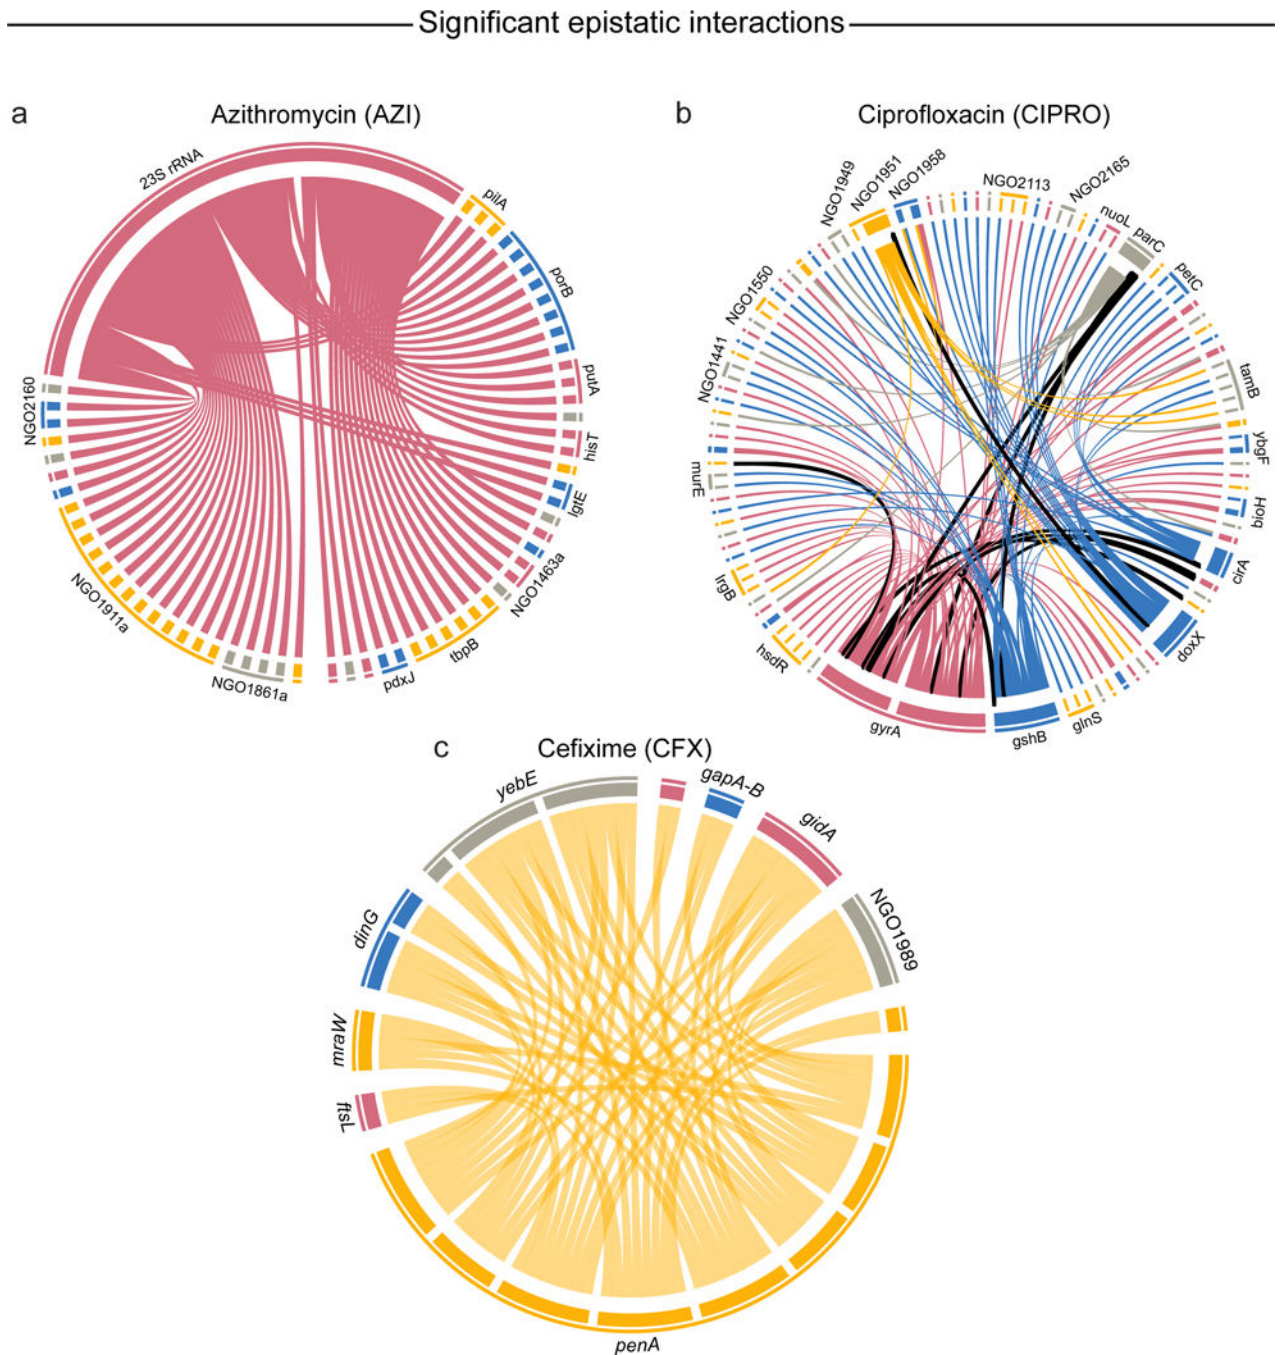 Significant epistatic interactions
a
Azithromycin (AZI)
23S rRNA
pilA
porB
putA
hisT
lgtE
NGO1463a
tbpB
pdxJ
NGO1861a
NGO1911a
NGO2160
b
Ciprofloxacin (CIPRO)
NGO1949
NGO1951
NGO1958
NGO2113
NGO2165
nuoL
parC
petC
tamB
ybgF
bioH
cirA
doxX
glnS
gshB
gyrA
hsdR
lrgB
murE
NGO1441
NGO1550
c
Cefixime (CFX)
yebE
gapA-B
gidA
NGO1989
penA
ftsL
mraW
dinG